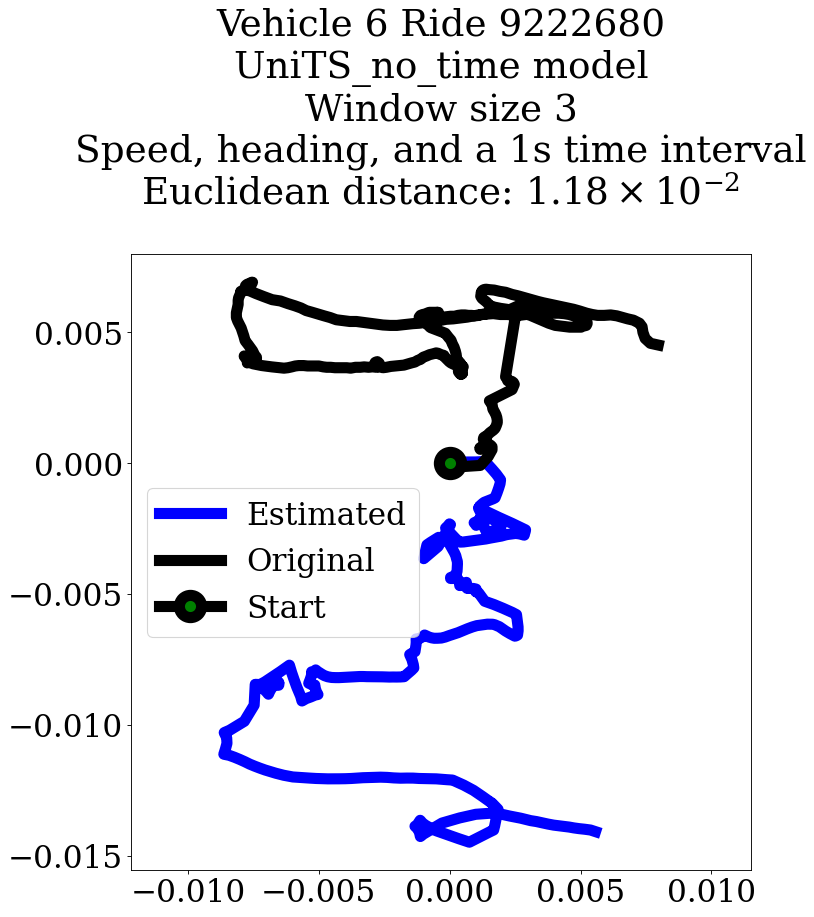 Vehicle 6 Ride 9222680
UniTS_no_time model
Window size 3
Speed, heading, and a 1s time interval
Euclidean distance: 1.18 × 10⁻²
0.005
0.000
Estimated
−0.005
Original
Start
−0.010
−0.015
−0.010 −0.005 0.000 0.005 0.010